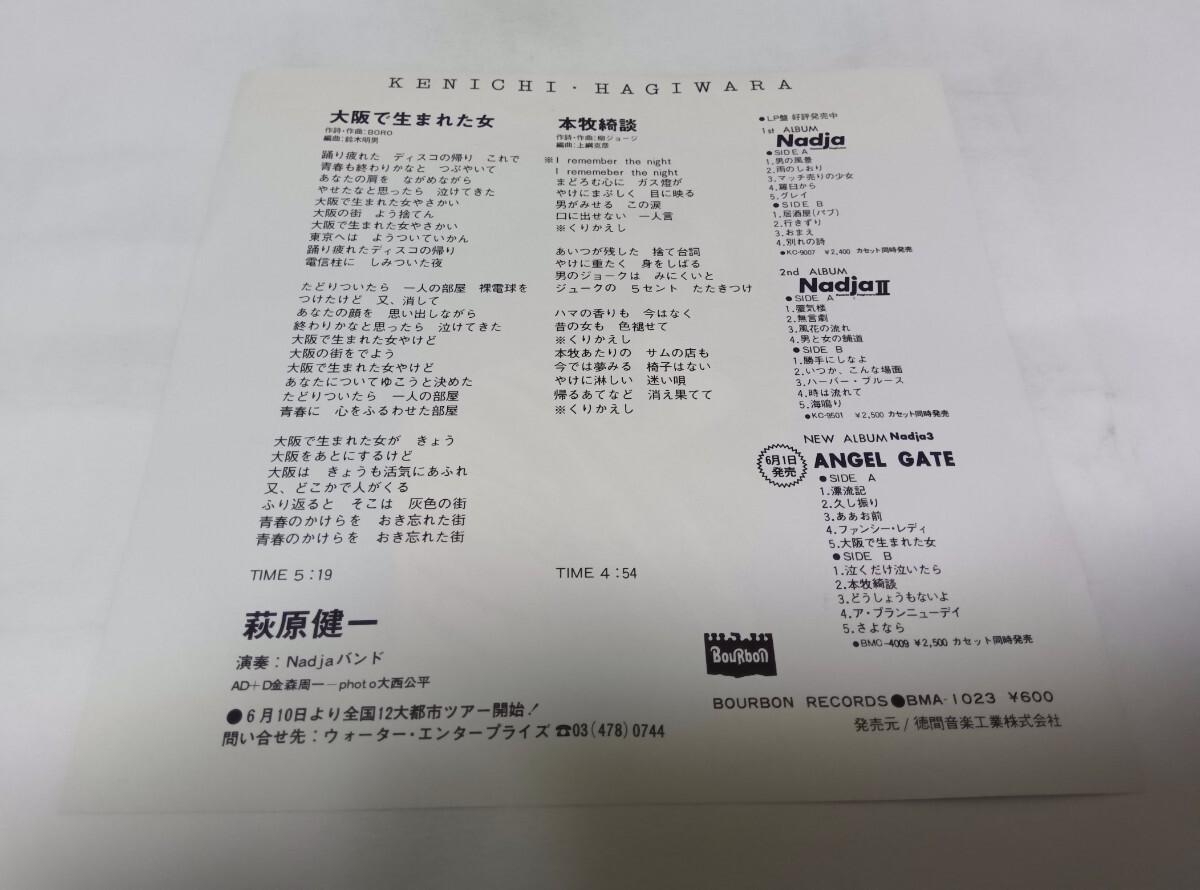 KENICHI・HAGIWARA
大阪で生まれた女
作詩・作曲:BORO
編曲:鈴木明男
踊り疲れた ディスコの帰り これで
青春も終わりかなと つぶやいて
あなたの肩を ながめながら
やせたなと思ったら 泣けてきた
大阪で生まれた女やさかい
大阪の街 よう捨てん
大阪で生まれた女やさかい
東京へは ようついていかん
踊り疲れたディスコの帰り
電信柱に しみついた夜
たどりついたら 一人の部屋 裸電球を
つけたけど 又、消して
あなたの顔を 思い出しながら
終わりかなと思ったら 泣けてきた
大阪で生まれた女やけど
大阪の街をでよう
大阪で生まれた女やけど
あなたについてゆこうと決めた
たどりついたら 一人の部屋
青春に 心をふるわせた部屋
大阪で生まれた女が きょう
大阪をあとにするけど
大阪は きょうも活気にあふれ
又、どこかで人がくる
ふり返ると そこは 灰色の街
青春のかけらを おき忘れた街
青春のかけらを おき忘れた街
TIME 5:19
本牧綺談
作詩・作曲:柳ジョージ
編曲:上綱克彦
※I remember the night
I rememeber the night
まどろむ心に ガス燈が
やけにまぶしく 目に映る
男がみせる この涙
口に出せない 一人言
※くりかえし
あいつが残した 捨て台詞
やけに重たく 身をしばる
男のジョークは みにくいと
ジュークの 5セント たたきつけ
ハマの香りも 今はなく
昔の女も 色褪せて
※くりかえし
本牧あたりの サムの店も
今では夢みる 椅子はない
やけに淋しい 迷い唄
帰るあてなど 消え果てて
※くりかえし
TIME 4:54
●LP盤 好評発売中
1st ALBUM
Nadja
●SIDE A
1.男の風景
2.雨のしおり
3.マッチ売りの少女
4.羅臼から
5.グレイ
●SIDE B
1.居酒屋(パブ)
2.行きずり
3.おまえ
4.別れの詩
●KC-9007 ¥2,400 カセット同時発売
2nd ALBUM
NadjaⅡ
●SIDE A
1.蜃気楼
2.無言劇
3.風花の流れ
4.男と女の舗道
●SIDE B
1.勝手にしなよ
2.いつか、こんな場面
3.ハーバー・ブルース
4.時は流れて
5.海鳴り
●KC-9501 ¥2,500 カセット同時発売
NEW ALBUM Nadja3
6月1日
発売
ANGEL GATE
●SIDE A
1.漂流記
2.久し振り
3.ああお前
4.ファンシー・レディ
5.大阪で生まれた女
●SIDE B
1.泣くだけ泣いたら
2.本牧綺談
3.どうしょうもないよ
4.ア・ブランニューデイ
5.さよなら
●BMC-4009 ¥2,500 カセット同時発売
萩原健一
演奏:Nadjaバンド
AD+D金森周一—photo大西公平
●6月10日より全国12大都市ツアー開始!
問い合せ先:ウォーター・エンタープライズ ☎03(478)0744
BouRboN
BOURBON RECORDS●BMA-1023 ¥600
発売元/徳間音楽工業株式会社